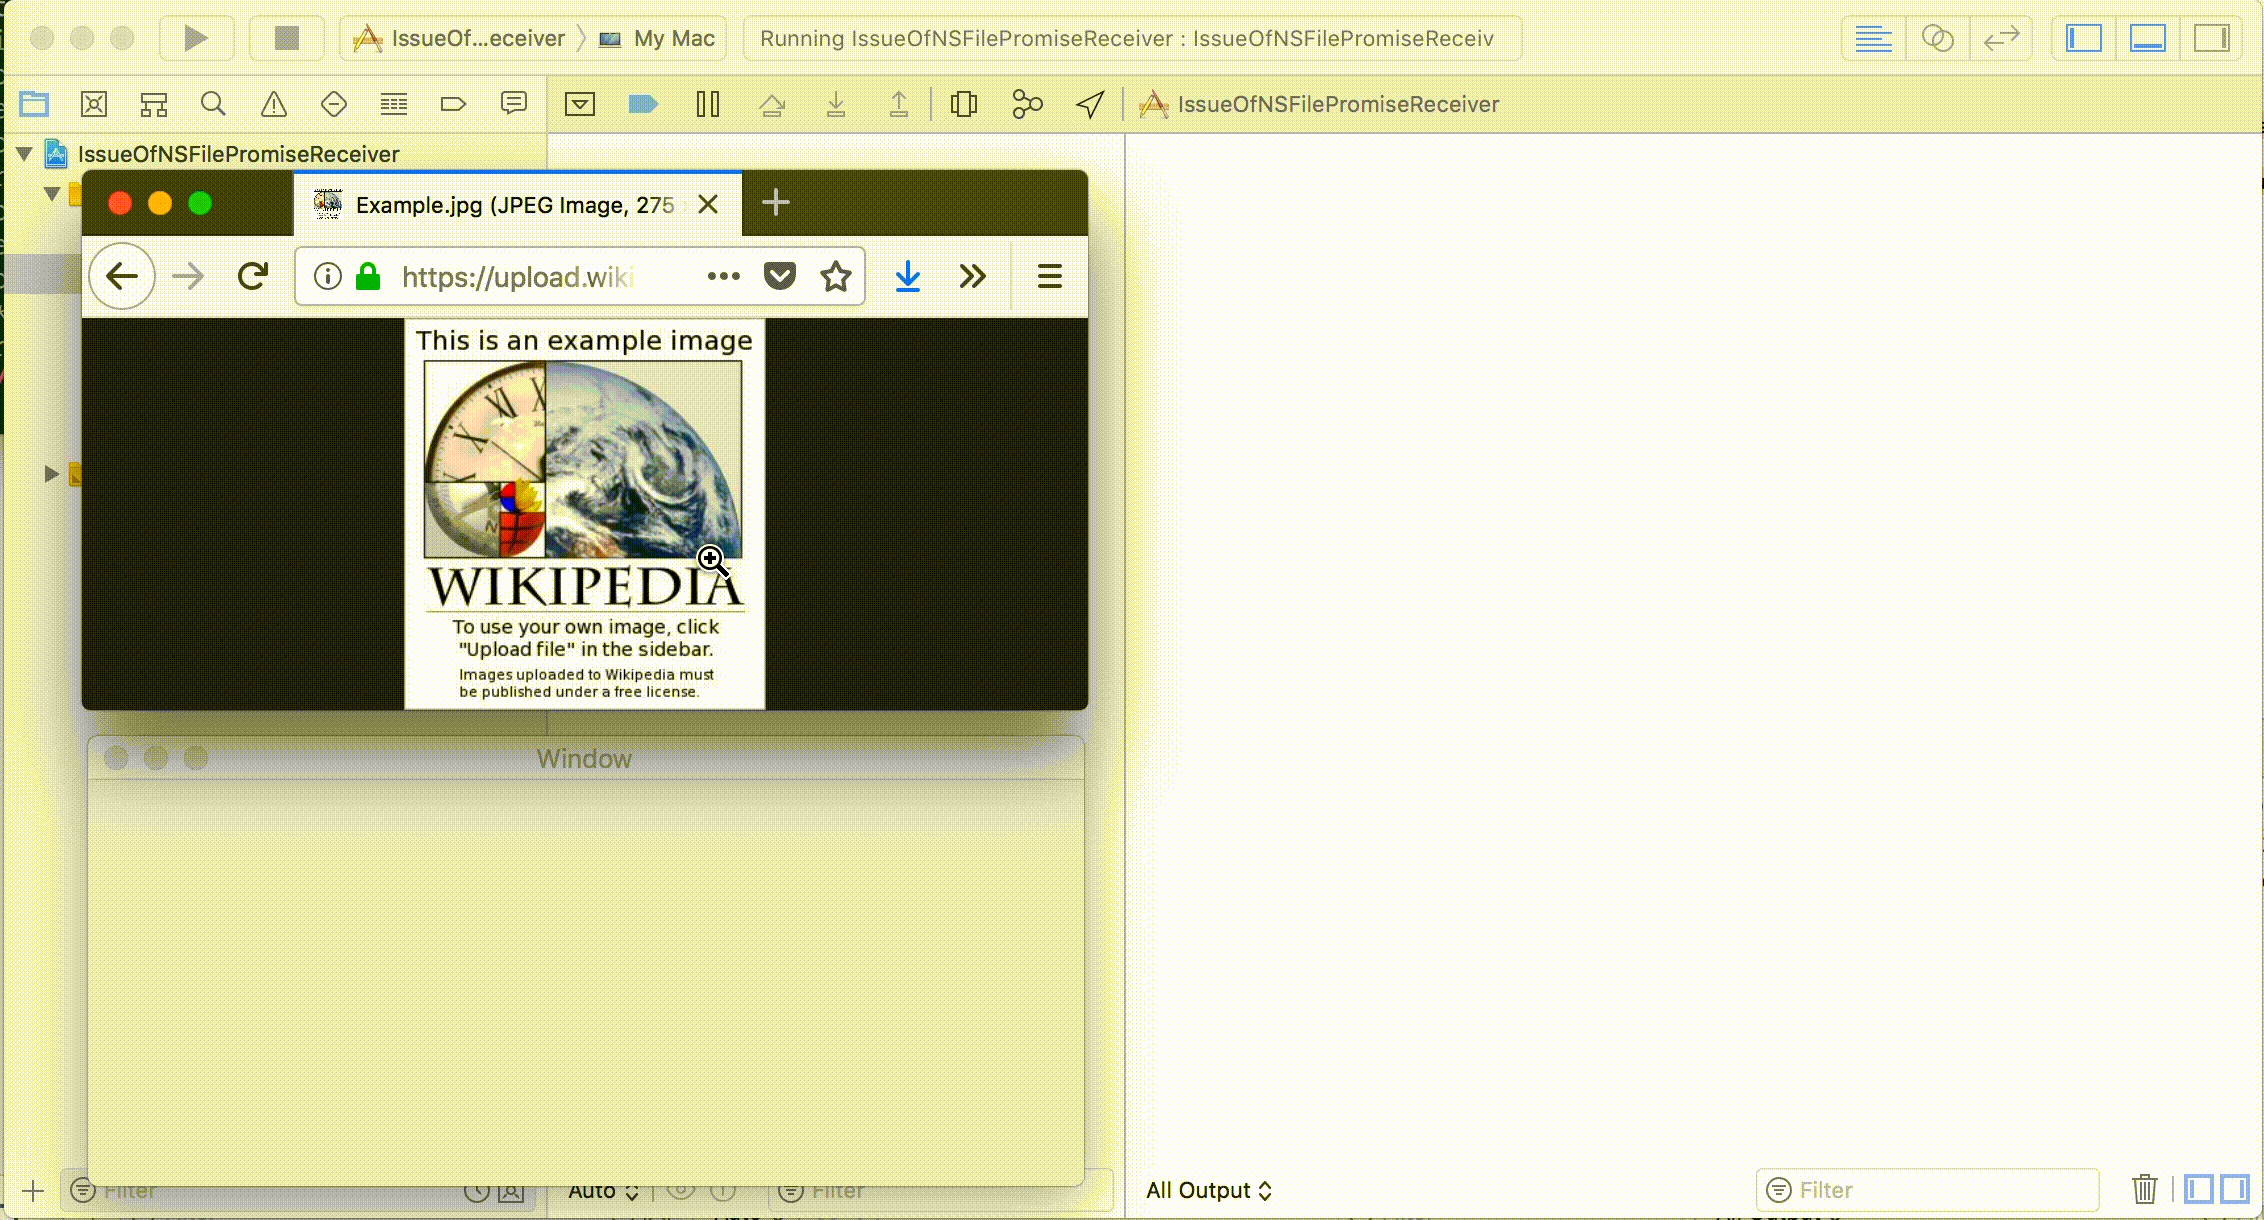 IssueOf...eceiver
My Mac
Running IssueOfNSFilePromiseReceiver : IssueOfNSFilePromiseReceiv
IssueOfNSFilePromiseReceiver
IssueOfNSFilePromiseReceiver
Example.jpg (JPEG Image, 275
https://upload.wiki
This is an example image
WIKIPEDIA
To use your own image, click
"Upload file" in the sidebar.
Images uploaded to Wikipedia must
be published under a free license.
Window
Filter
Auto
Filter
All Output
Filter